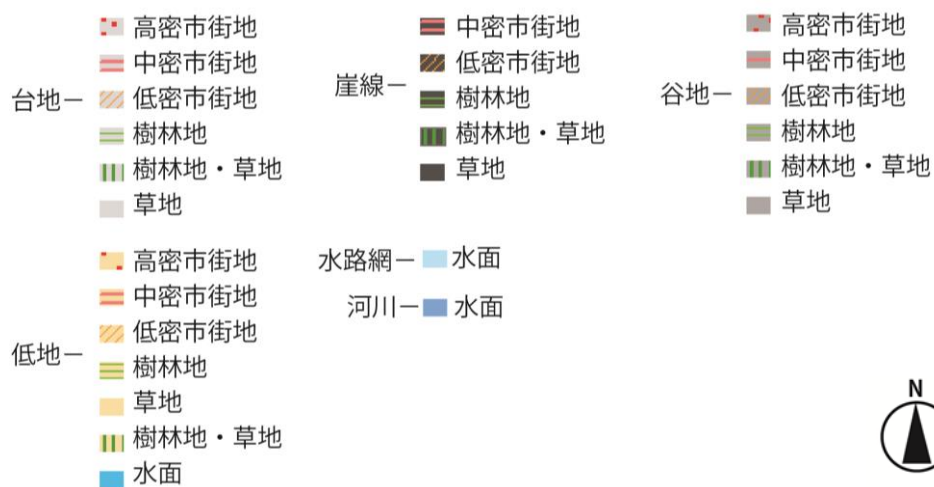 台地－
高密市街地
中密市街地
低密市街地
樹林地
樹林地・草地
草地
崖線－
中密市街地
低密市街地
樹林地
樹林地・草地
草地
谷地－
高密市街地
中密市街地
低密市街地
樹林地
樹林地・草地
草地
低地－
高密市街地
中密市街地
低密市街地
樹林地
草地
樹林地・草地
水面
水路網－水面
河川－水面
N